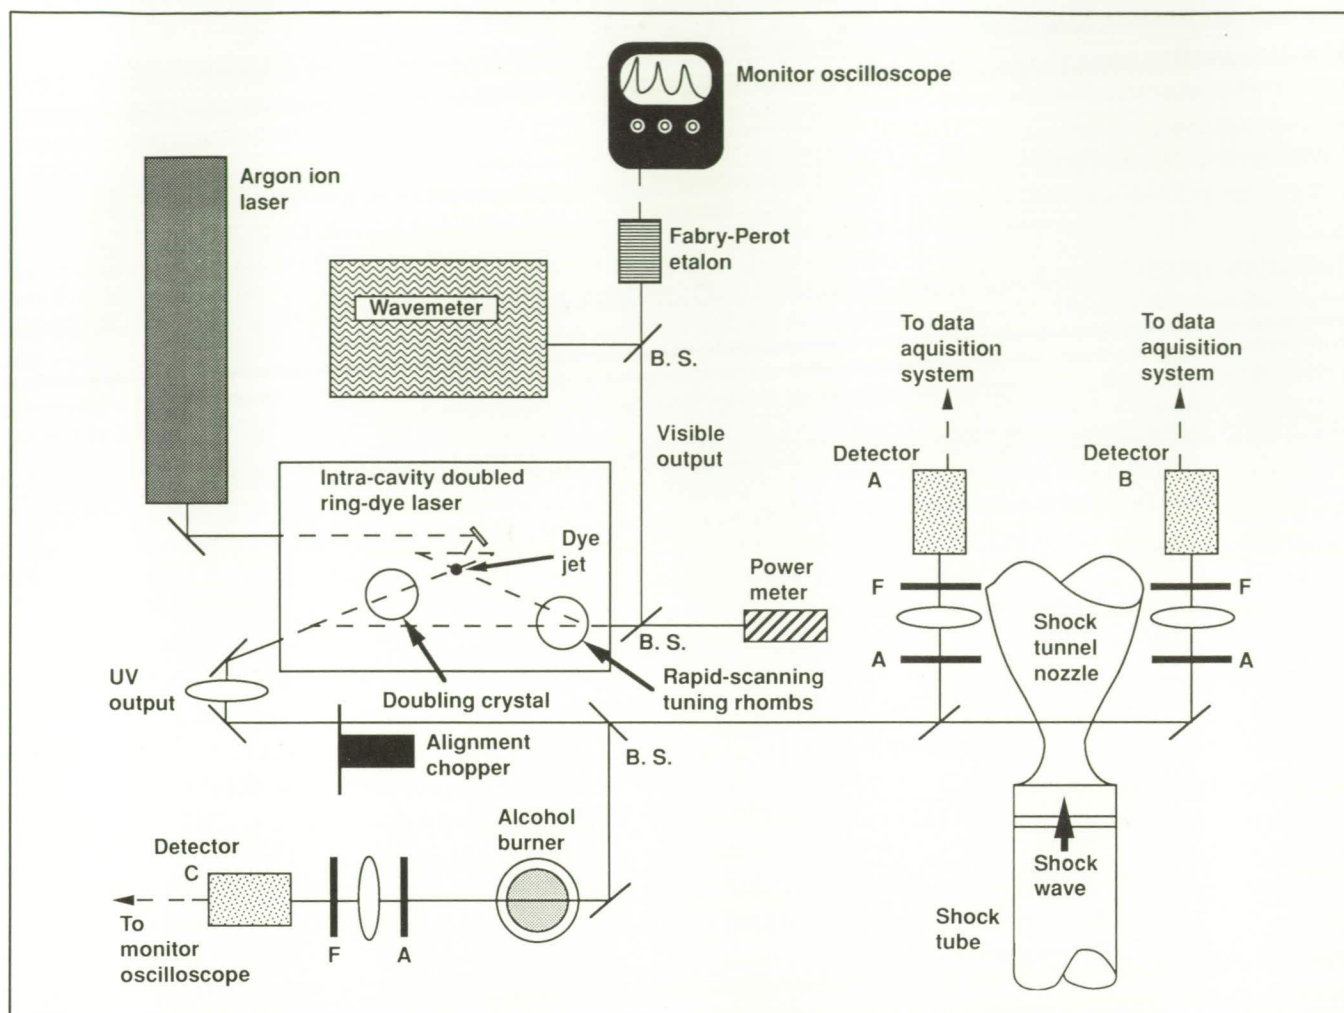 Monitor oscilloscope
Argon ion
laser
Fabry-Perot
etalon
Wavemeter
B. S.
To data
aquisition
system
To data
aquisition
system
Visible
output
Detector
A
Detector
B
Intra-cavity doubled
ring-dye laser
Dye
jet
Power
meter
F
F
Shock
tunnel
nozzle
B. S.
A
A
UV
output
Doubling crystal
Rapid-scanning
tuning rhombs
Alignment
chopper
B. S.
Alcohol
burner
Detector
C
Shock
wave
To
monitor
oscilloscope
F
A
Shock
tube